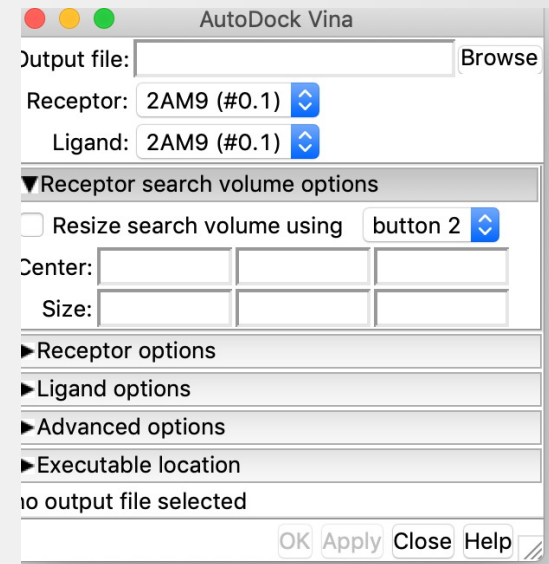 AutoDock Vina
Output file: Browse
Receptor: 2AM9 (#0.1)
Ligand: 2AM9 (#0.1)
▼Receptor search volume options
Resize search volume using button 2
Center:
Size:
►Receptor options
►Ligand options
►Advanced options
►Executable location
no output file selected
OK Apply Close Help